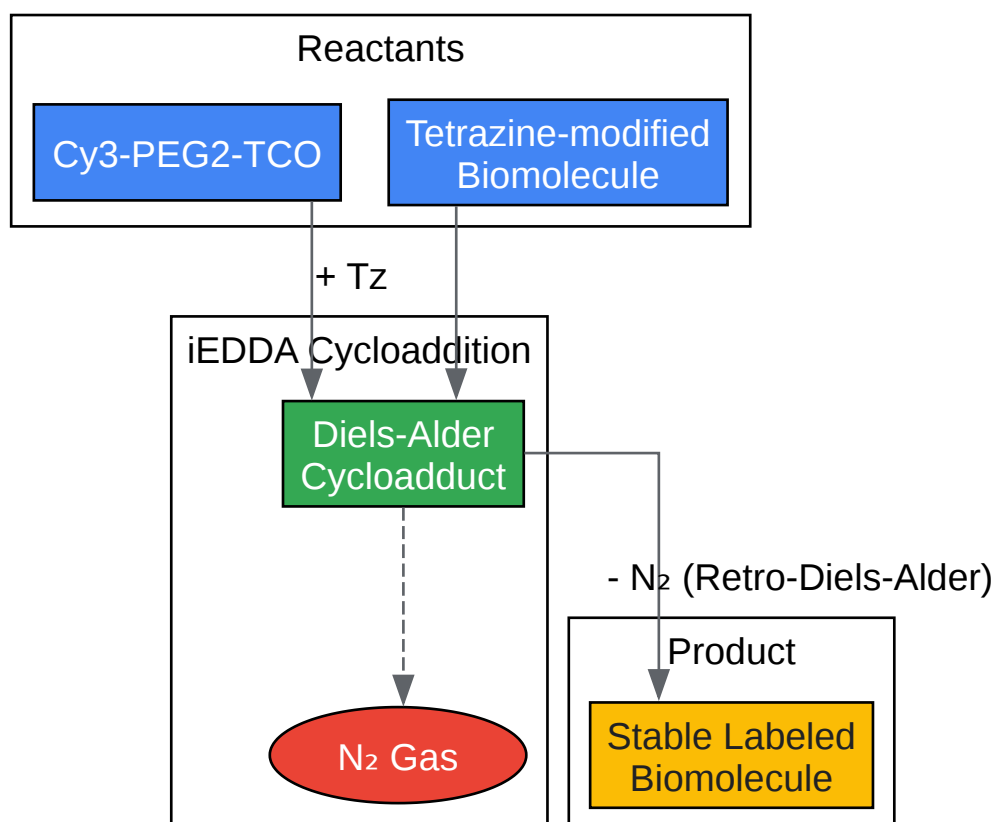 Reactants
Cy3-PEG2-TCO
Tetrazine-modified
Biomolecule
+ Tz
iEDDA Cycloaddition
Diels-Alder
Cycloadduct
- N₂ (Retro-Diels-Alder)
Product
N₂ Gas
Stable Labeled
Biomolecule